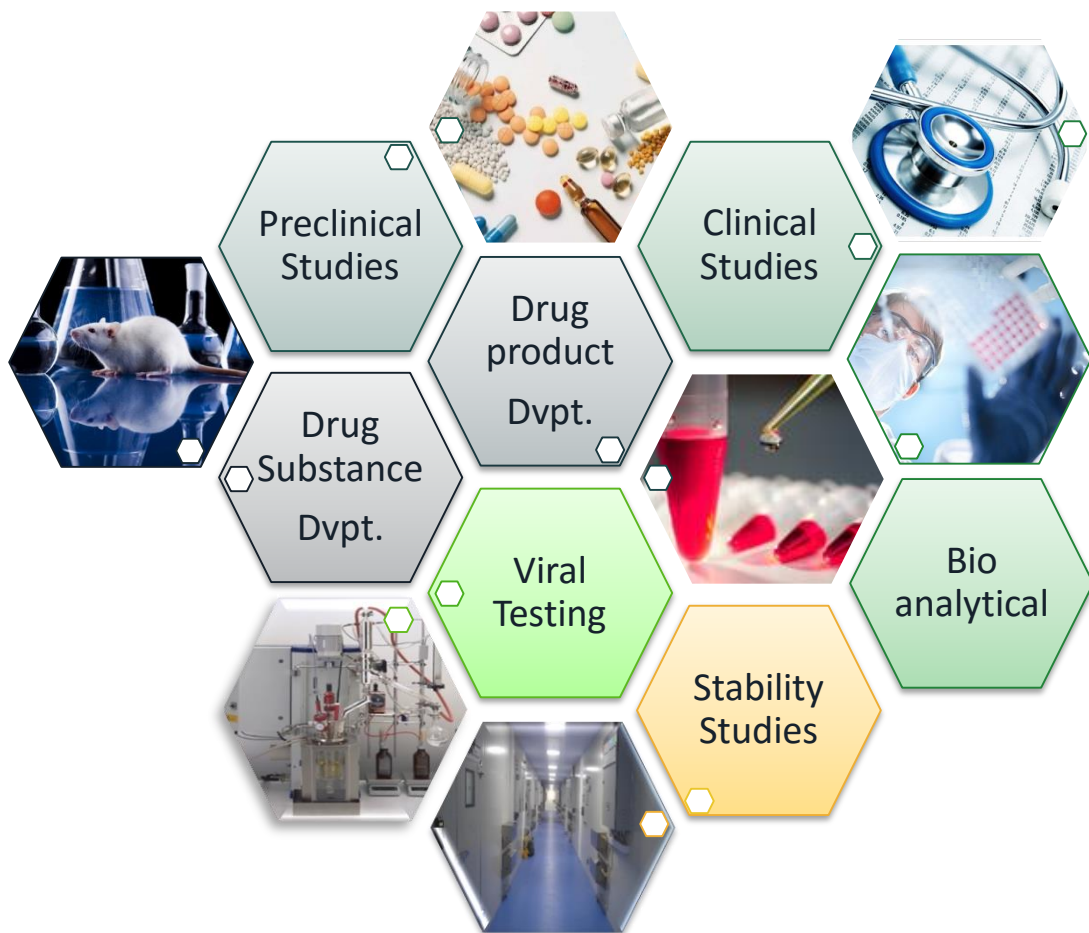 Preclinical
Studies
Clinical
Studies
Drug
product
Dvpt.
Drug
Substance
Dvpt.
Viral
Testing
Bio
analytical
Stability
Studies